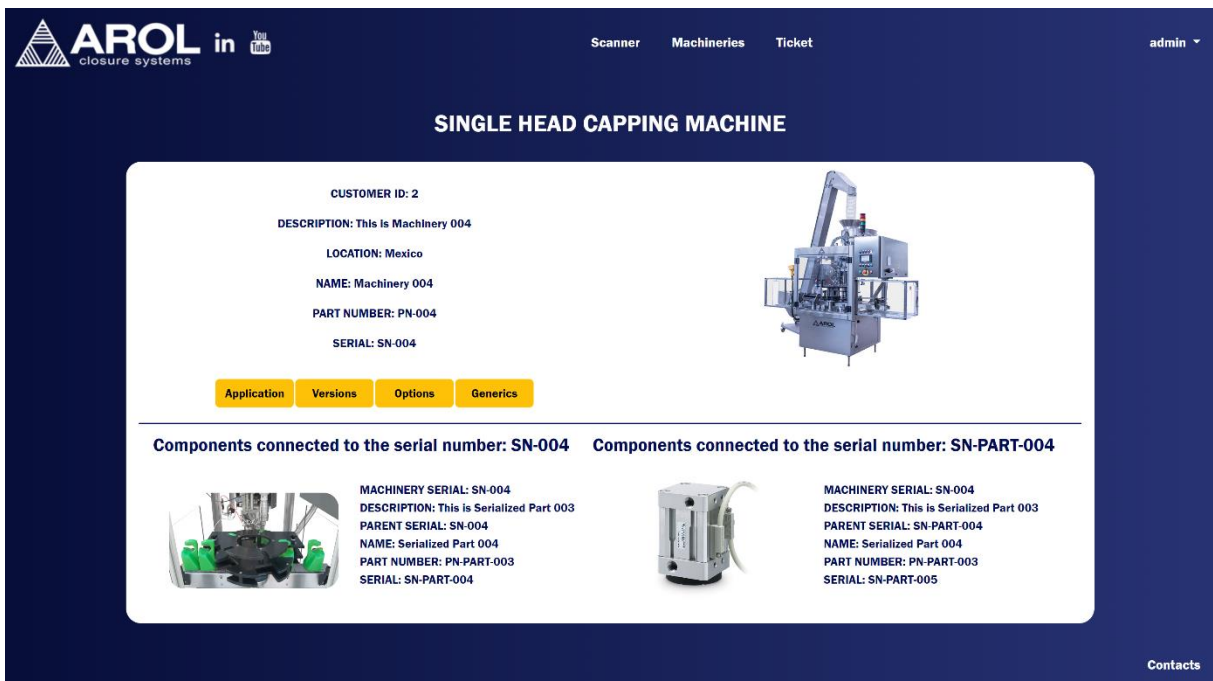 AROL
closure systems
in
You
Tube
Scanner Machineries Ticket
admin
SINGLE HEAD CAPPING MACHINE
CUSTOMER ID: 2
DESCRIPTION: This is Machinery 004
LOCATION: Mexico
NAME: Machinery 004
PART NUMBER: PN-004
SERIAL: SN-004
AROL
Application Versions Options Generics
Components connected to the serial number: SN-004
MACHINERY SERIAL: SN-004
DESCRIPTION: This is Serialized Part 003
PARENT SERIAL: SN-004
NAME: Serialized Part 004
PART NUMBER: PN-PART-003
SERIAL: SN-PART-004
Components connected to the serial number: SN-PART-004
MACHINERY SERIAL: SN-004
DESCRIPTION: This is Serialized Part 003
PARENT SERIAL: SN-PART-004
NAME: Serialized Part 004
PART NUMBER: PN-PART-003
SERIAL: SN-PART-005
Contacts